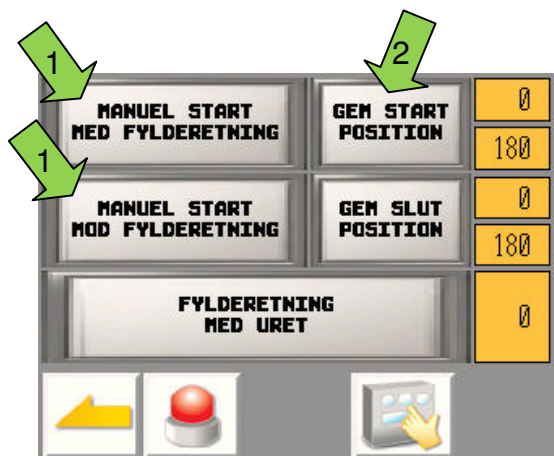 1
2
MANUEL START
MED FYLDERETNING
GEM START
POSITION
0
180
1
MANUEL START
MOD FYLDERETNING
GEM SLUT
POSITION
0
180
FYLDERETNING
MED URET
0